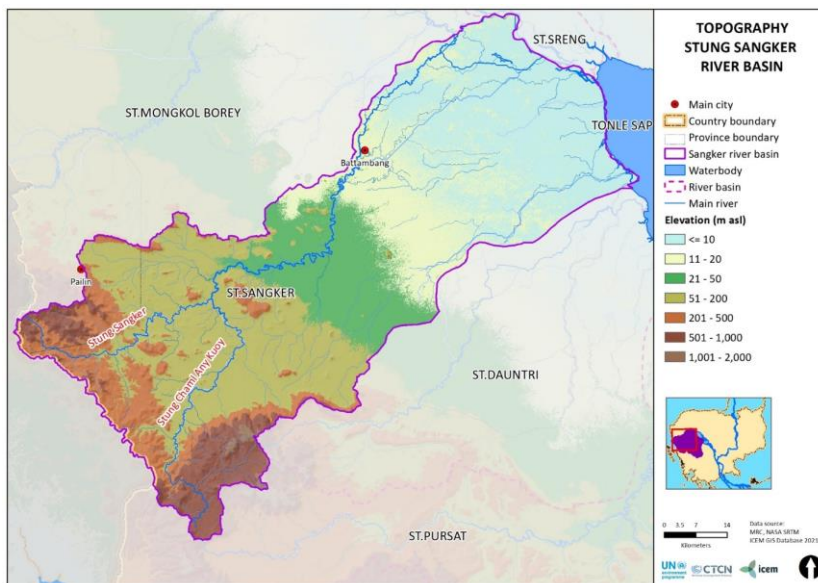 ST.SRENG
ST.MONGKOL BOREY
TONLE SAP
Battambang
Pailin
ST.SANGKER
Stung Sangker
ST.DAUNTRI
ST.PURSAT
TOPOGRAPHY
STUNG SANGKER
RIVER BASIN
Main city
Country boundary
Province boundary
Sangker river basin
Waterbody
River basin
Main river
Elevation (m asl)
<= 10
11 - 20
21 - 50
51 - 200
201 - 500
501 - 1,000
1,001 - 2,000
0 3.5 7 14
Kilometers
Data source:
MRC, NASA SRTM
ICEM GIS Database 2021
UN
environment
programme
CTCN
icem